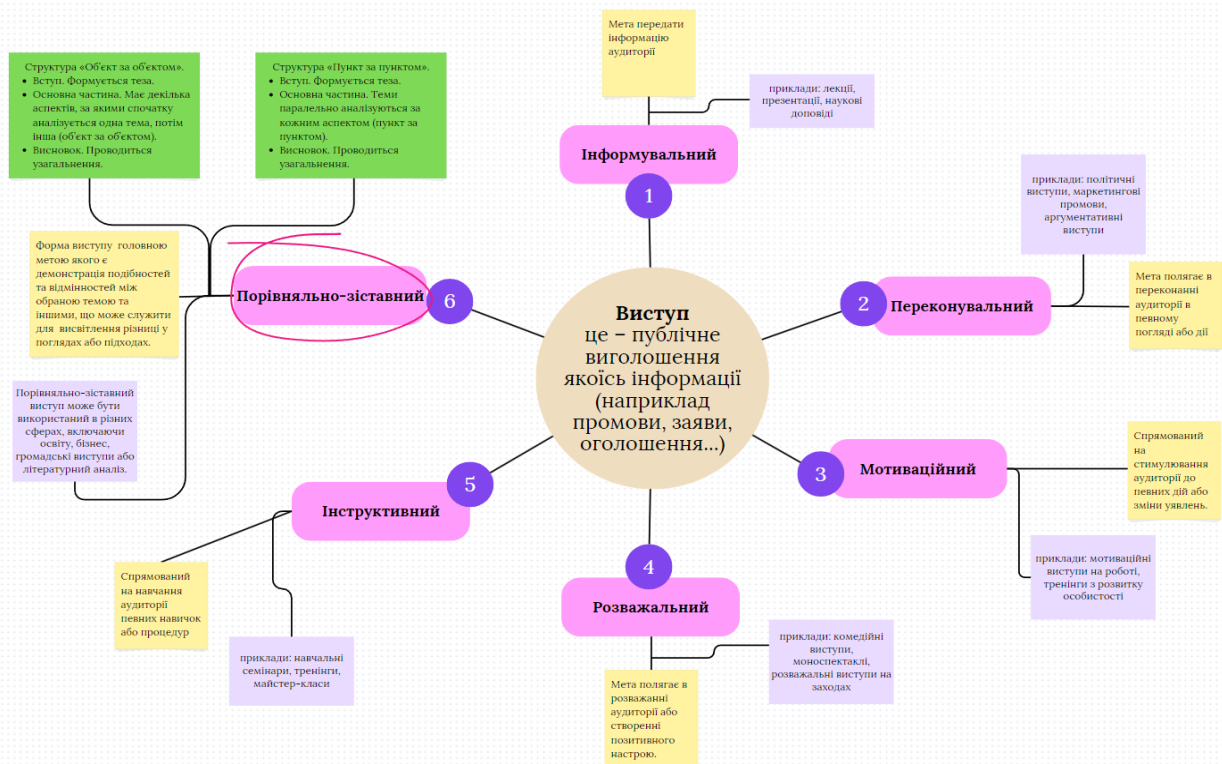 Виступ
це – публічне
виголошення
якоїсь інформації
(наприклад
промови, заяви,
оголошення...)
Мета передати
інформацію
аудиторії
приклади: лекції,
презентації, наукові
доповіді
Інформувальний
1
приклади: політичні
виступи, маркетингові
промови,
аргументативні
виступи
2
Переконувальний
Мета полягає в
переконанні
аудиторії в
певному
погляді або дії
3
Мотиваційний
Спрямований
на
стимулювання
аудиторії до
певних дій або
зміни уявлень.
приклади: мотиваційні
виступи на роботі,
тренінги з розвитку
особистості
4
Розважальний
приклади: комедійні
виступи,
моноспектаклі,
розважальні виступи на
заходах
Мета полягає в
розважанні
аудиторії або
створенні
позитивного
настрою.
5
Інструктивний
Спрямований
на навчання
аудиторії
певних навичок
або процедур
приклади: навчальні
семінари, тренінги,
майстер-класи
6
Порівняльно-зіставний
Структура «Об'єкт за об'єктом».
• Вступ. Формується теза.
• Основна частина. Має декілька
аспектів, за якими спочатку
аналізується одна тема, потім
інша (об'єкт за об'єктом).
• Висновок. Проводиться
узагальнення.
Структура «Пункт за пунктом».
• Вступ. Формується теза.
• Основна частина. Теми
паралельно аналізуються за
кожним аспектом (пункт за
пунктом).
• Висновок. Проводиться
узагальнення.
Форма виступу головною
метою якого є
демонстрація подібностей
та відмінностей між
обраною темою та
іншими, що може служити
для висвітлення різниці у
поглядах або підходах.
Порівняльно-зіставний
виступ може бути
використаний в різних
сферах, включаючи
освіту, бізнес,
громадські виступи або
літературний аналіз.